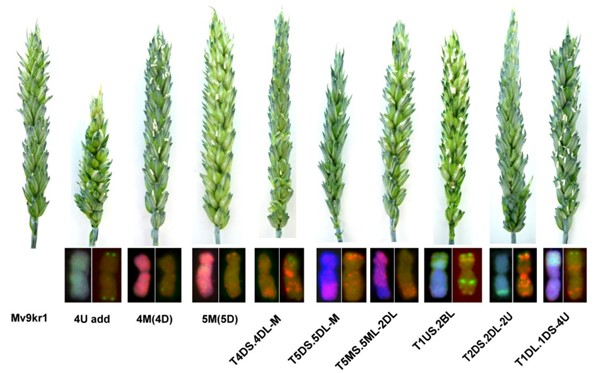 Mv9kr1
4U add
4M(4D)
5M(5D)
T4DS.4DL-M
T5DS.5DL-M
T5MS.5ML-2DL
T1US.2BL
T2DS.2DL-2U
T1DL.1DS-4U